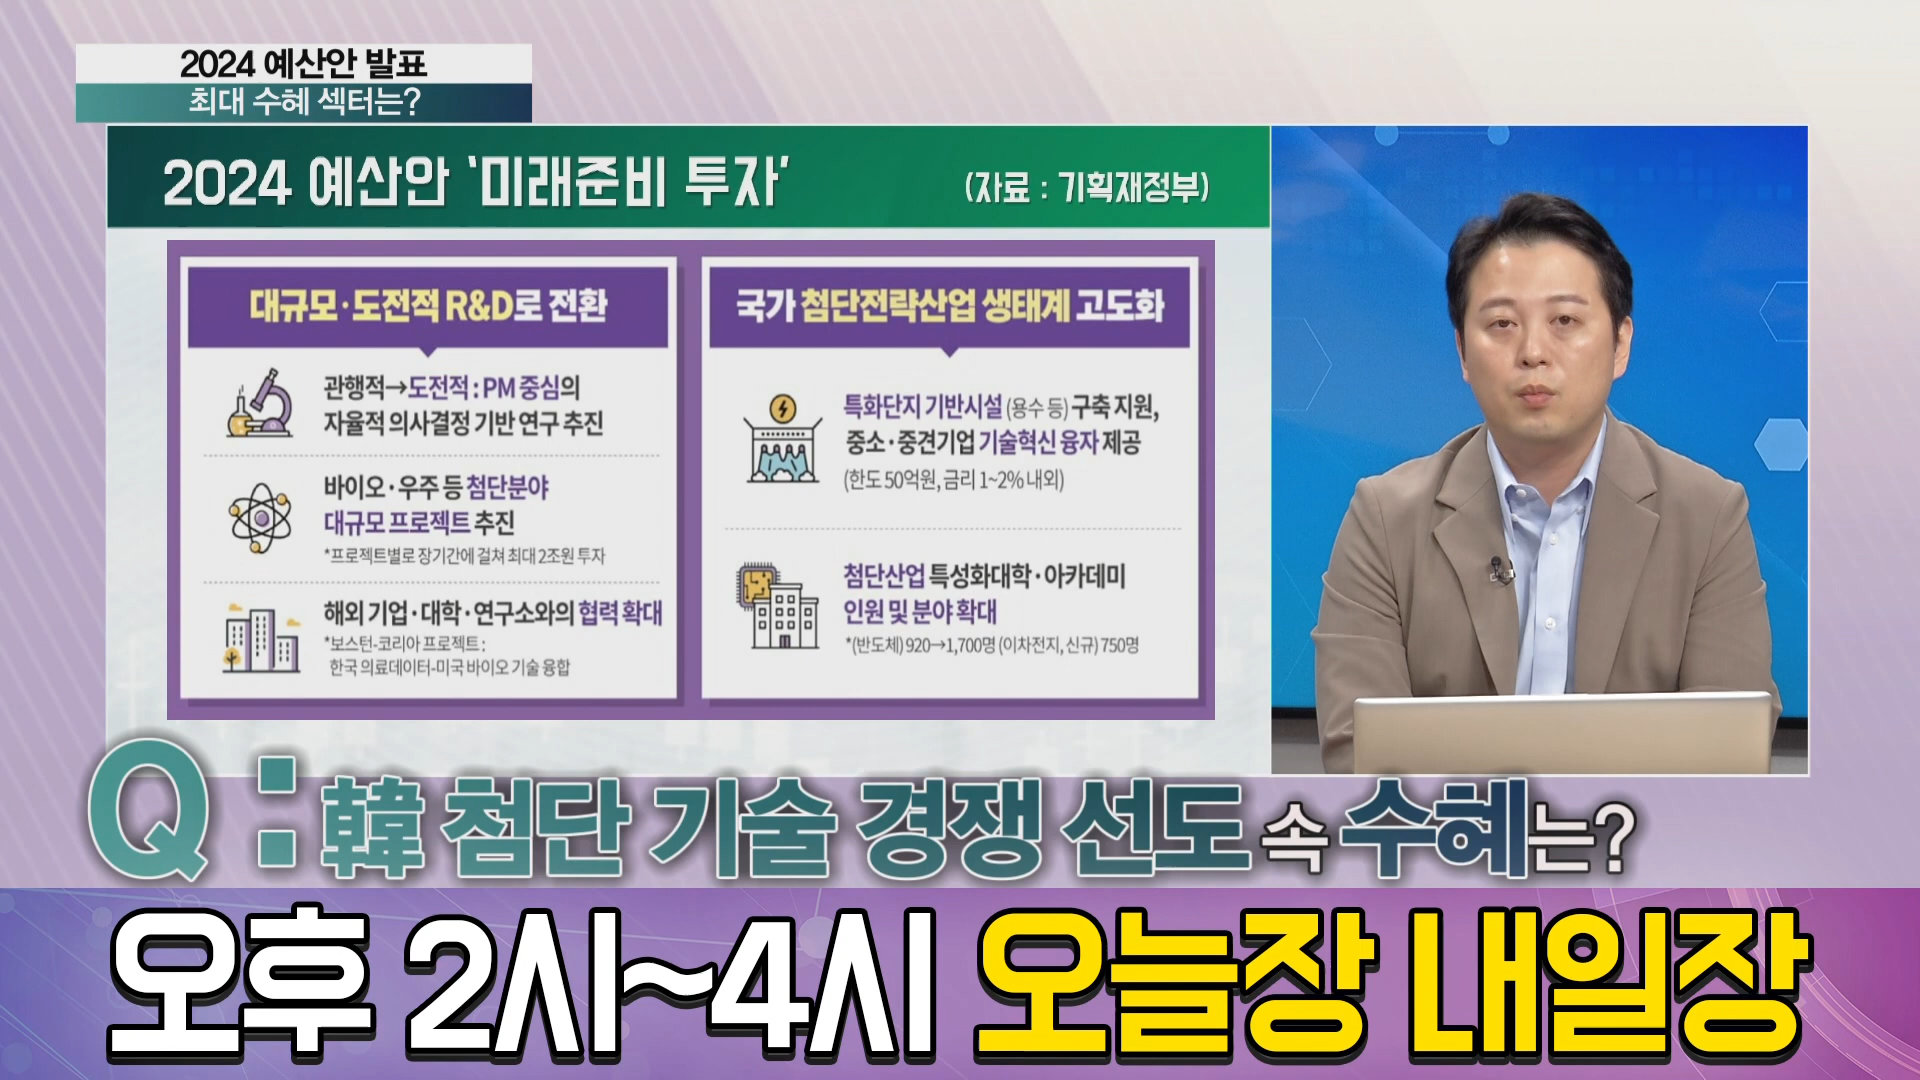 2024 예산안 발표
최대 수혜 섹터는?
2024 예산안 '미래준비 투자'
(자료 : 기획재정부)
대규모·도전적 R&D로 전환
관행적→도전적 : PM 중심의
자율적 의사결정 기반 연구 추진
바이오·우주 등 첨단분야
대규모 프로젝트 추진
*프로젝트별로 장기간에 걸쳐 최대 2조원 투자
해외 기업·대학·연구소와의 협력 확대
*보스턴-코리아 프로젝트 :
한국 의료데이터-미국 바이오 기술 융합
국가 첨단전략산업 생태계 고도화
특화단지 기반시설 (용수 등) 구축 지원,
중소·중견기업 기술혁신 융자 제공
(한도 50억원, 금리 1~2% 내외)
첨단산업 특성화대학·아카데미
인원 및 분야 확대
*(반도체) 920→1,700명 (이차전지, 신규) 750명
Q : 韓 첨단 기술 경쟁 선도 속 수혜는?
오후 2시~4시 오늘장 내일장